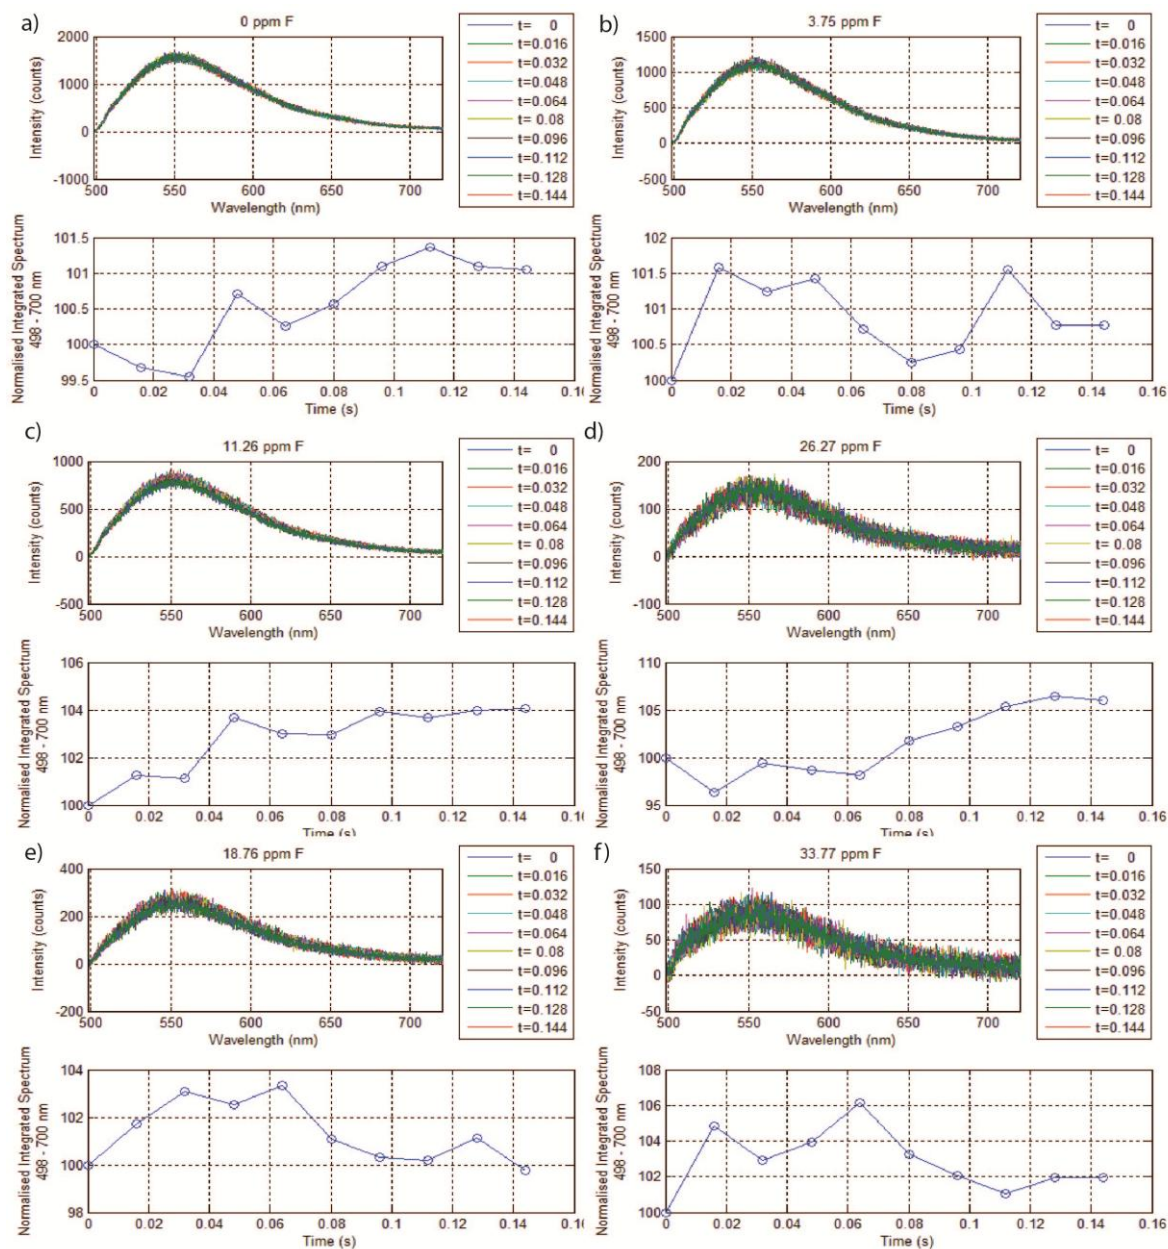 a)
0 ppm F
2000
1000
0
-1000
Intensity (counts)
500 550 600 650 700
Wavelength (nm)
t= 0
t=0.016
t=0.032
t=0.048
t=0.064
t= 0.08
t=0.096
t=0.112
t=0.128
t=0.144
Normalised Integrated Spectrum
498 - 700 nm
101.5
101
100.5
100
99.5
0 0.02 0.04 0.06 0.08 0.1 0.12 0.14 0.16
Time (s)
b)
3.75 ppm F
1500
1000
500
0
-500
Intensity (counts)
500 550 600 650 700
Wavelength (nm)
t= 0
t=0.016
t=0.032
t=0.048
t=0.064
t= 0.08
t=0.096
t=0.112
t=0.128
t=0.144
Normalised Integrated Spectrum
498 - 700 nm
102
101.5
101
100.5
100
0 0.02 0.04 0.06 0.08 0.1 0.12 0.14 0.16
Time (s)
c)
11.26 ppm F
1000
500
0
-500
Intensity (counts)
500 550 600 650 700
Wavelength (nm)
t= 0
t=0.016
t=0.032
t=0.048
t=0.064
t= 0.08
t=0.096
t=0.112
t=0.128
t=0.144
Normalised Integrated Spectrum
498 - 700 nm
106
104
102
100
0 0.02 0.04 0.06 0.08 0.1 0.12 0.14 0.16
Time (s)
d)
26.27 ppm F
200
100
0
-100
Intensity (counts)
500 550 600 650 700
Wavelength (nm)
t= 0
t=0.016
t=0.032
t=0.048
t=0.064
t= 0.08
t=0.096
t=0.112
t=0.128
t=0.144
Normalised Integrated Spectrum
498 - 700 nm
110
105
100
95
0 0.02 0.04 0.06 0.08 0.1 0.12 0.14 0.16
Time (s)
e)
18.76 ppm F
400
200
0
-200
Intensity (counts)
500 550 600 650 700
Wavelength (nm)
t= 0
t=0.016
t=0.032
t=0.048
t=0.064
t= 0.08
t=0.096
t=0.112
t=0.128
t=0.144
Normalised Integrated Spectrum
498 - 700 nm
104
102
100
98
0 0.02 0.04 0.06 0.08 0.1 0.12 0.14 0.16
Time (s)
f)
33.77 ppm F
150
100
50
0
-50
Intensity (counts)
500 550 600 650 700
Wavelength (nm)
t= 0
t=0.016
t=0.032
t=0.048
t=0.064
t= 0.08
t=0.096
t=0.112
t=0.128
t=0.144
Normalised Integrated Spectrum
498 - 700 nm
108
106
104
102
100
0 0.02 0.04 0.06 0.08 0.1 0.12 0.14 0.16
Time (s)